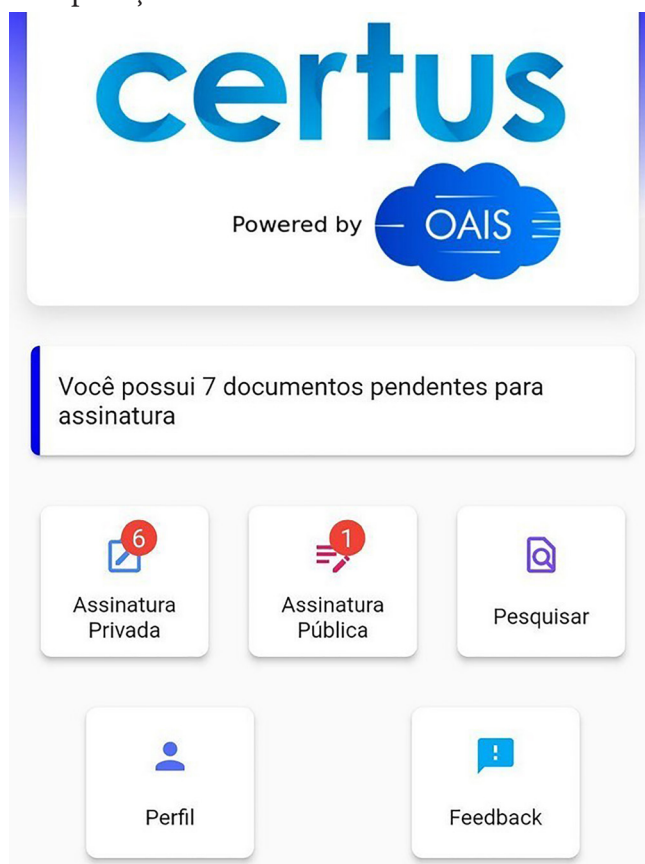 certus
Powered by OAIS
Você possui 7 documentos pendentes para
assinatura
6
Assinatura
Privada
1
Assinatura
Pública
Pesquisar
Perfil
Feedback